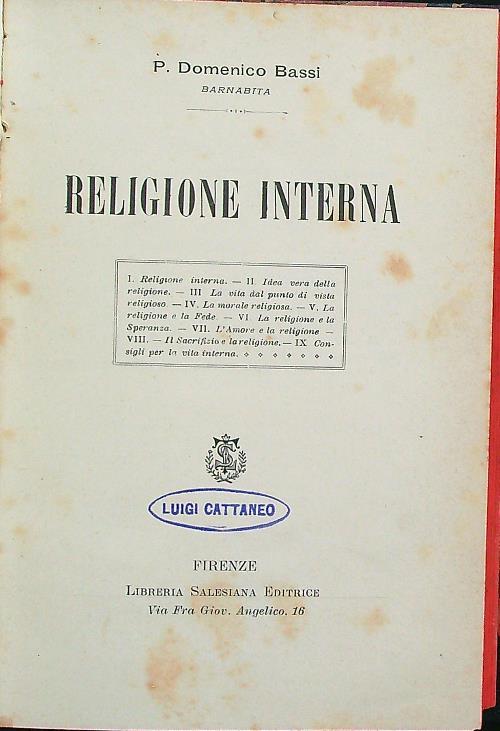 P. Domenico Bassi
BARNABITA
RELIGIONE INTERNA
I. Religione interna. — II Idea vera della
religione. — III La vita dal punto di vista
religioso — IV. La morale religiosa. — V. La
religione e la Fede — VI La religione e la
Speranza. — VII. L'Amore e la religione —
VIII. — Il Sacrifizio e la religione. — IX Con-
sigli per la vita interna.
LUIGI CATTANEO
FIRENZE
LIBRERIA SALESIANA EDITRICE
Via Fra Giov. Angelico, 16